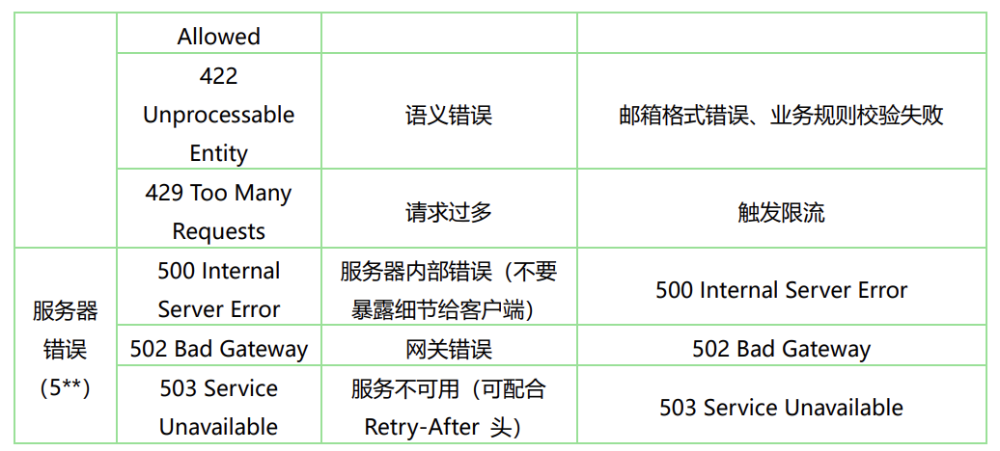 Allowed
422
Unprocessable
Entity
语义错误
邮箱格式错误、业务规则校验失败
429 Too Many
Requests
请求过多
触发限流
服务器
错误
（5**）
500 Internal
Server Error
服务器内部错误（不要
暴露细节给客户端）
500 Internal Server Error
502 Bad Gateway
网关错误
502 Bad Gateway
503 Service
Unavailable
服务不可用（可配合
Retry-After 头）
503 Service Unavailable